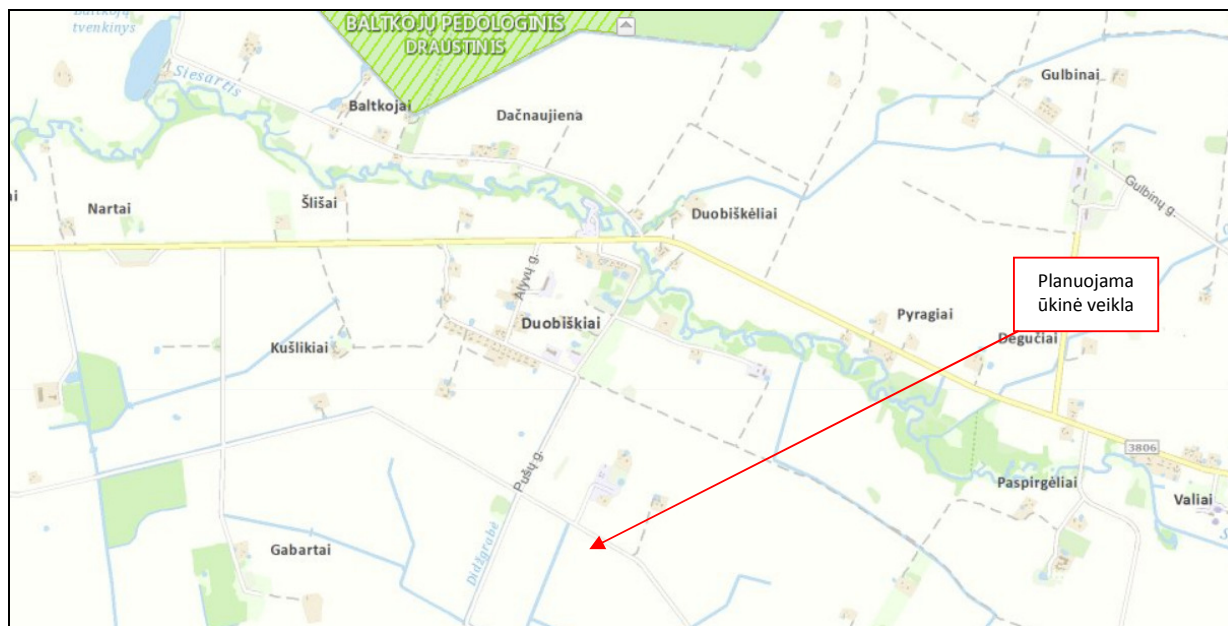 Baltkojų
tvenkinys
BALTKOJŲ PEDOLOGINIS
DRAUSTINIS
Siesartis
Baltkojai
Dačnaujiena
Gulbinai
Gulbinų g.
ai
Nartai
Šlišai
Duobiškėliai
Alyvų g.
Planuojama
ūkinė veikla
Duobiškiai
Pyragiai
Degučiai
Kušlikiai
3806
Pušų g.
Paspirgėliai
Valiai
Gabartai
Didžgrabė
S